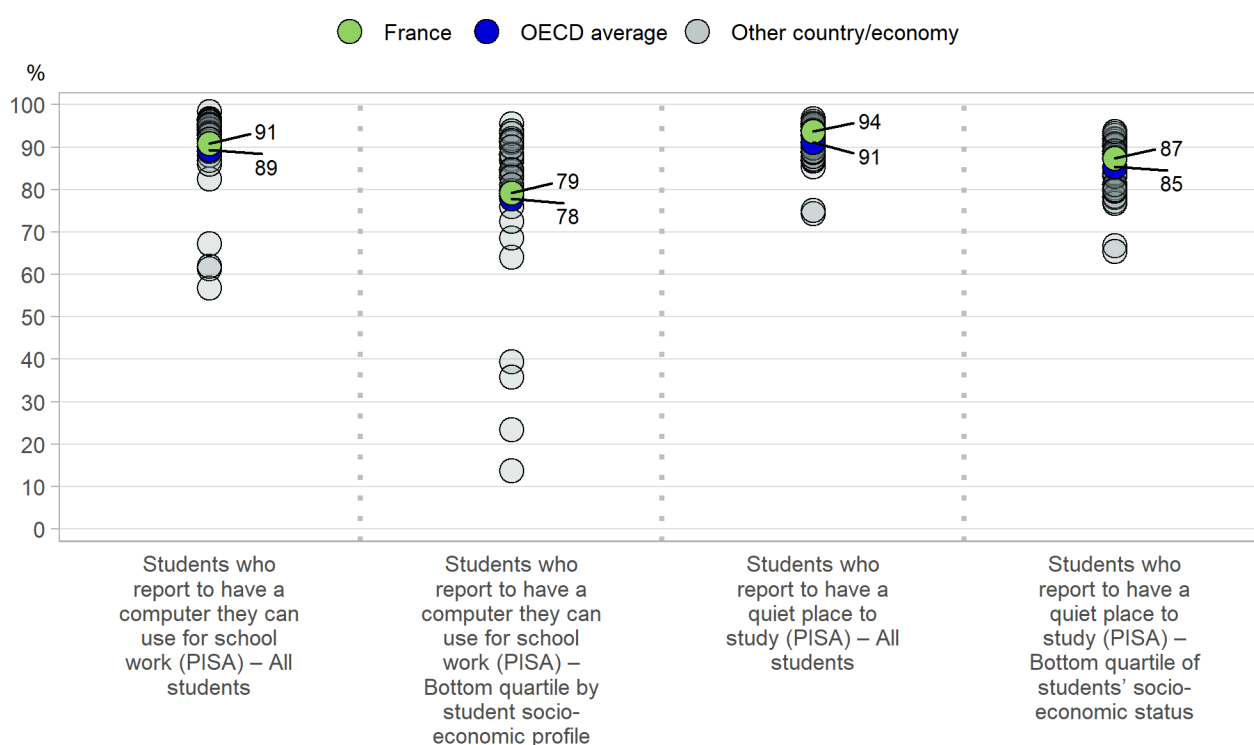 France OECD average Other country/economy
%
100
90
80
70
60
50
40
30
20
10
0
91
89
79
78
94
91
87
85
Students who
report to have a
computer they can
use for school
work (PISA) – All
students
Students who
report to have a
computer they can
use for school
work (PISA) –
Bottom quartile by
student socio-
economic profile
Students who
report to have a
quiet place to
study (PISA) – All
students
Students who
report to have a
quiet place to
study (PISA) –
Bottom quartile of
students’ socio-
economic status